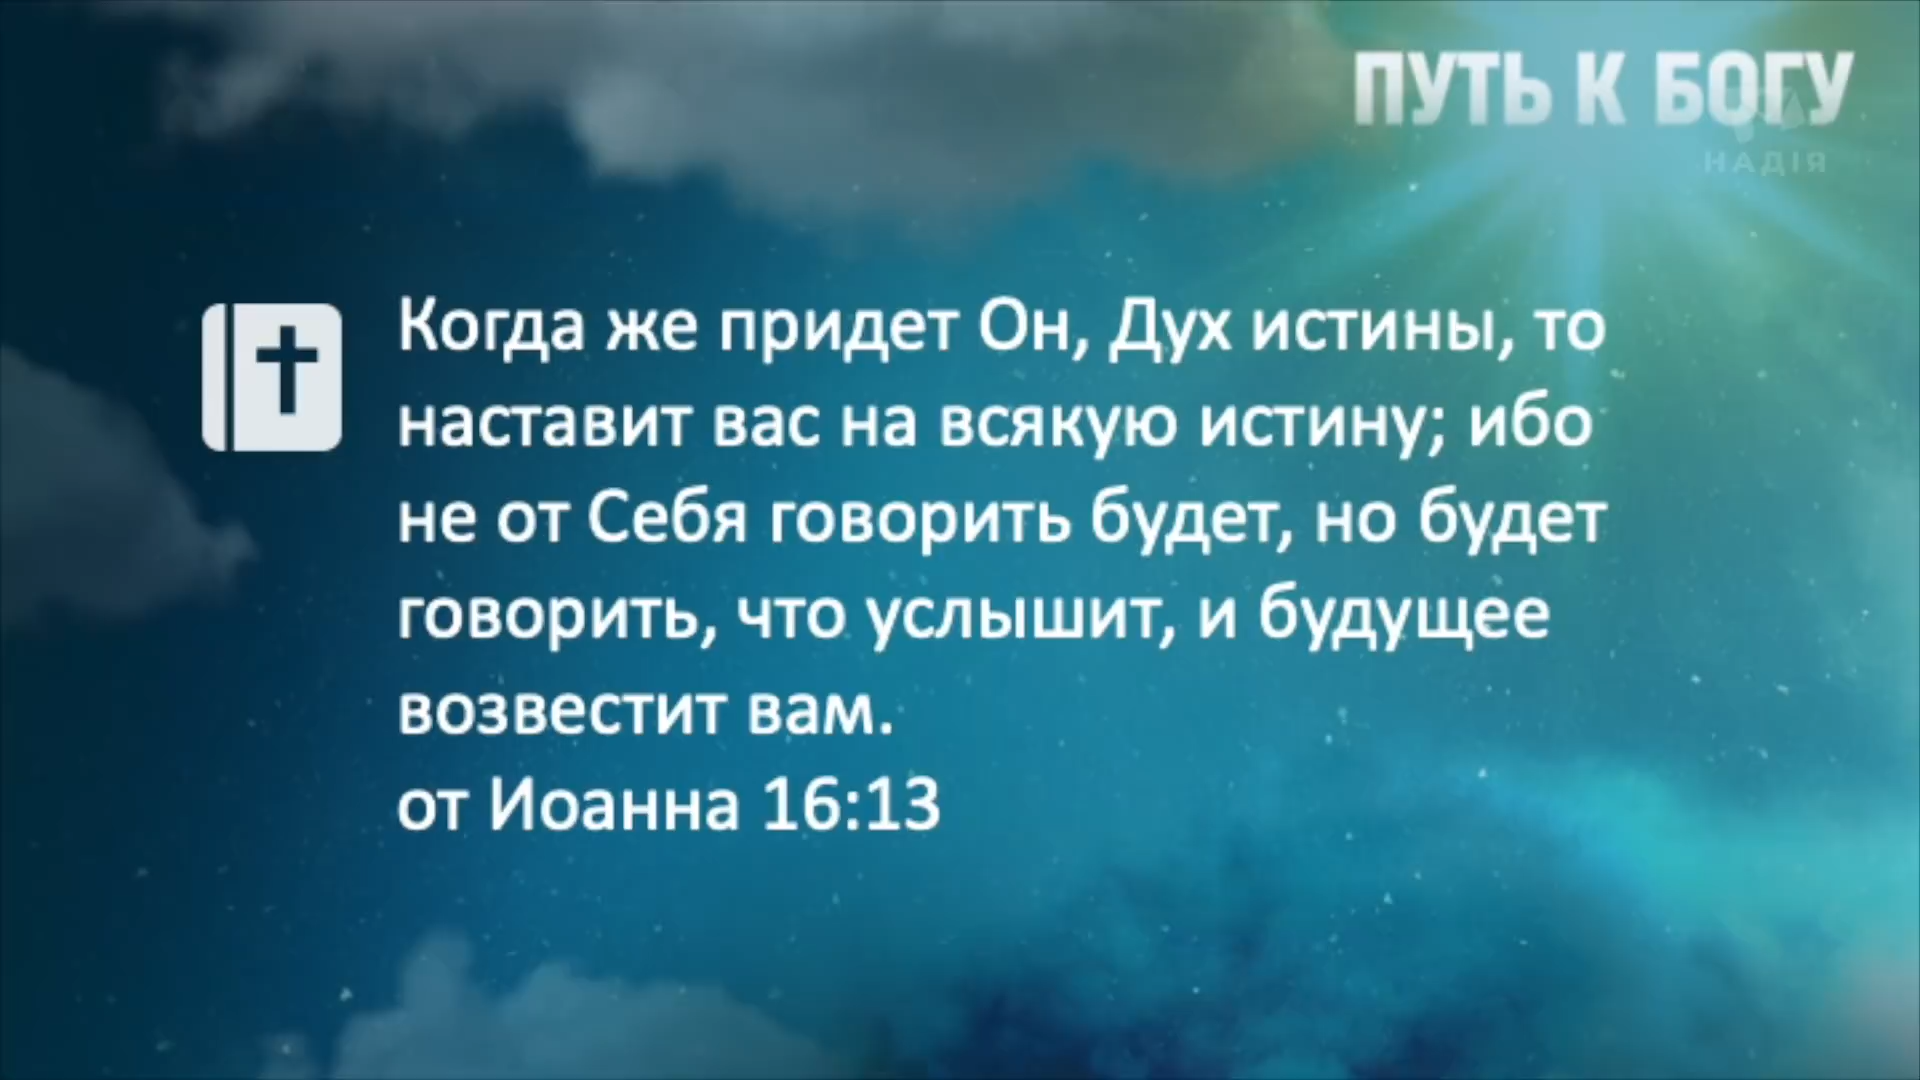 ПУТЬ К БОГУ
НАДІЯ
Когда же придет Он, Дух истины, то
наставит вас на всякую истину; ибо
не от Себя говорить будет, но будет
говорить, что услышит, и будущее
возвестит вам.
от Иоанна 16:13